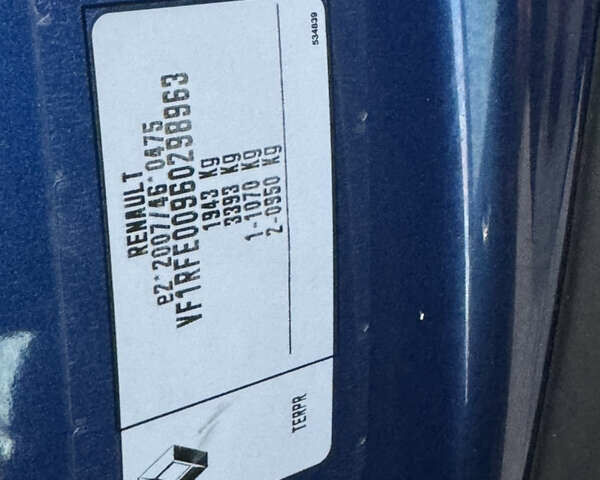 RENAULT
e2*2007/46*0475
VF1RFE00960298963
1943 Kg
3393 Kg
1-1070 Kg
2-0950 Kg
534839
TERPR